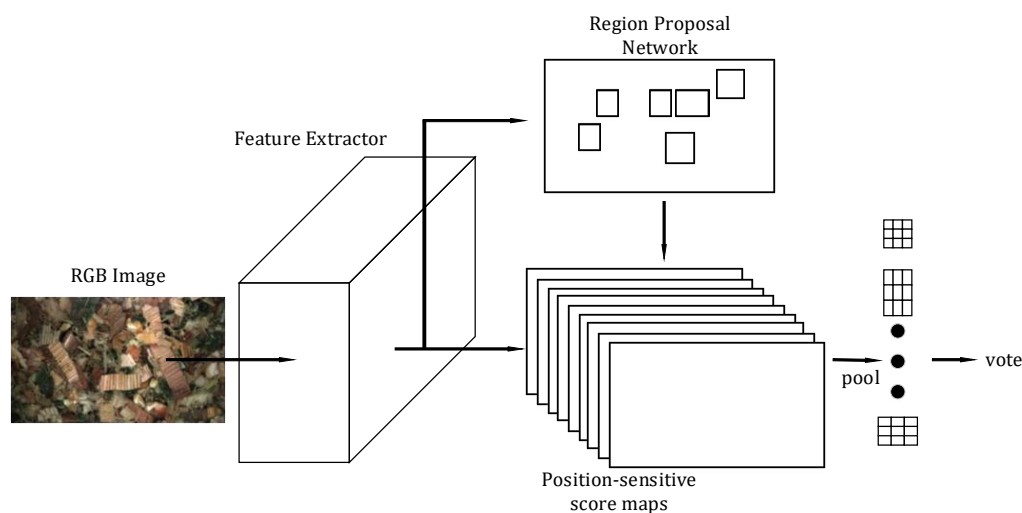 Region Proposal
Network
Feature Extractor
RGB Image
pool
vote
Position-sensitive
score maps